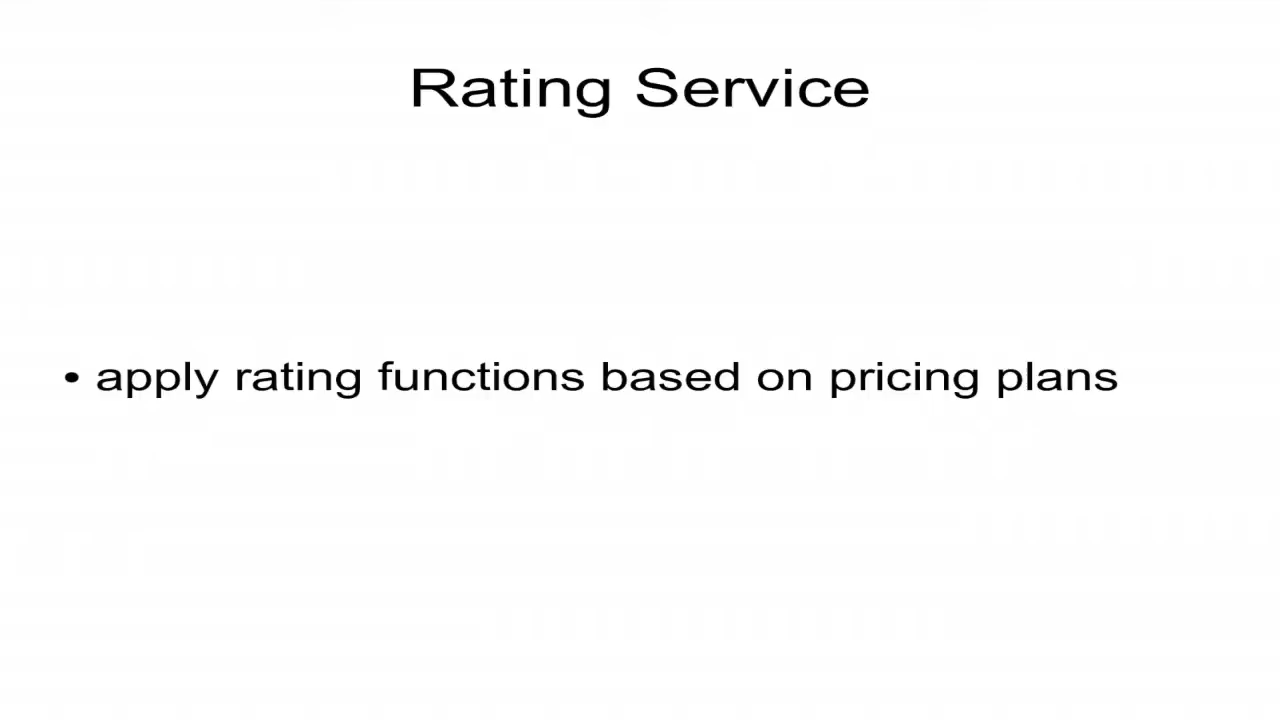 Rating Service
• apply rating functions based on pricing plans